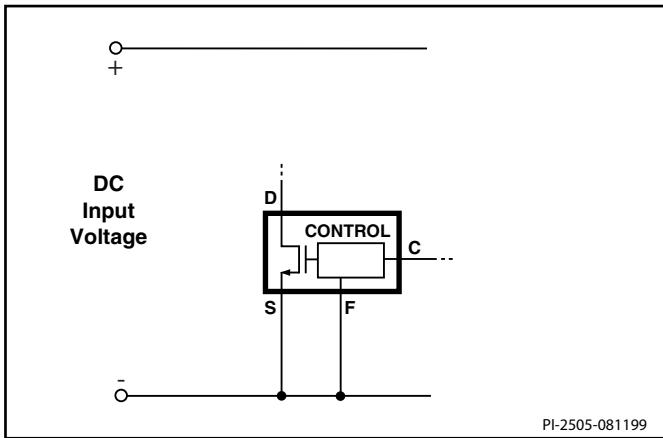 +
DC
Input
Voltage
D
CONTROL
C
S
F
-
PI-2505-081199